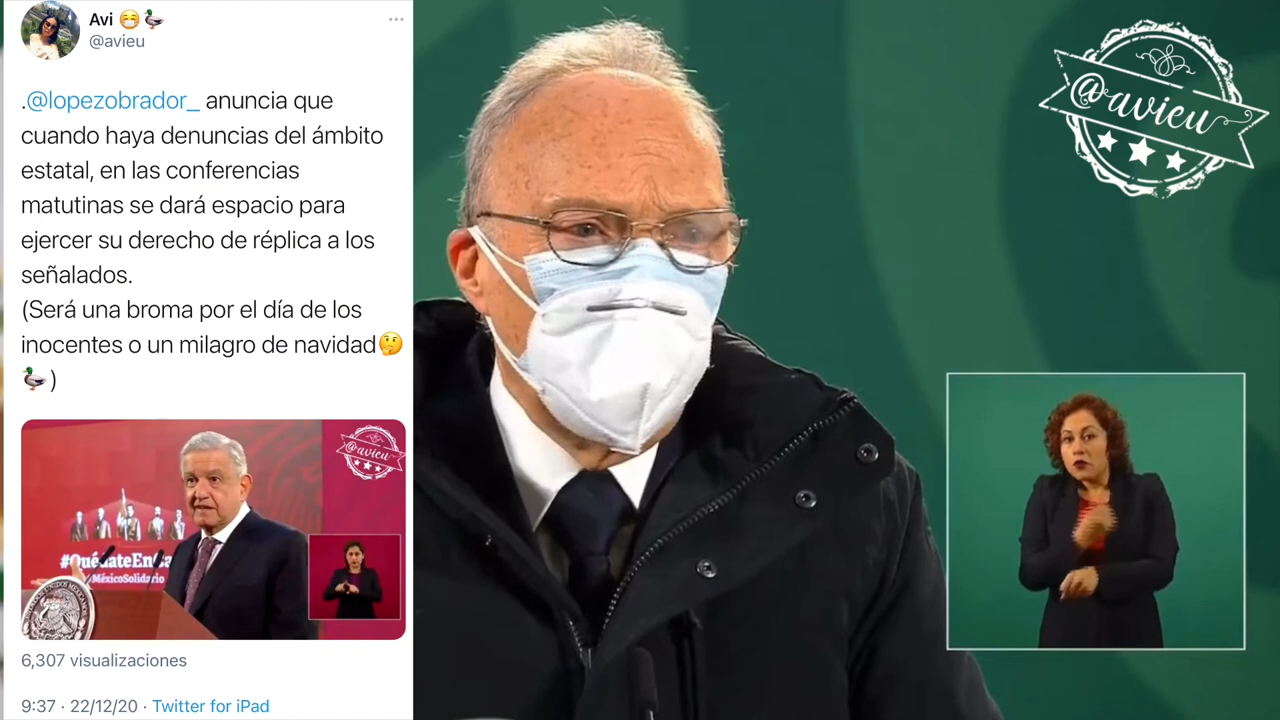 Avi 😷🦆
@avieu
.@lopezobrador_ anuncia que
cuando haya denuncias del ámbito
estatal, en las conferencias
matutinas se dará espacio para
ejercer su derecho de réplica a los
señalados.
(Será una broma por el día de los
inocentes o un milagro de navidad🤔
🦆)
@avieu
#QuédateEnCa
MéxicoSolidario
6,307 visualizaciones
9:37 · 22/12/20 · Twitter for iPad
@avieu